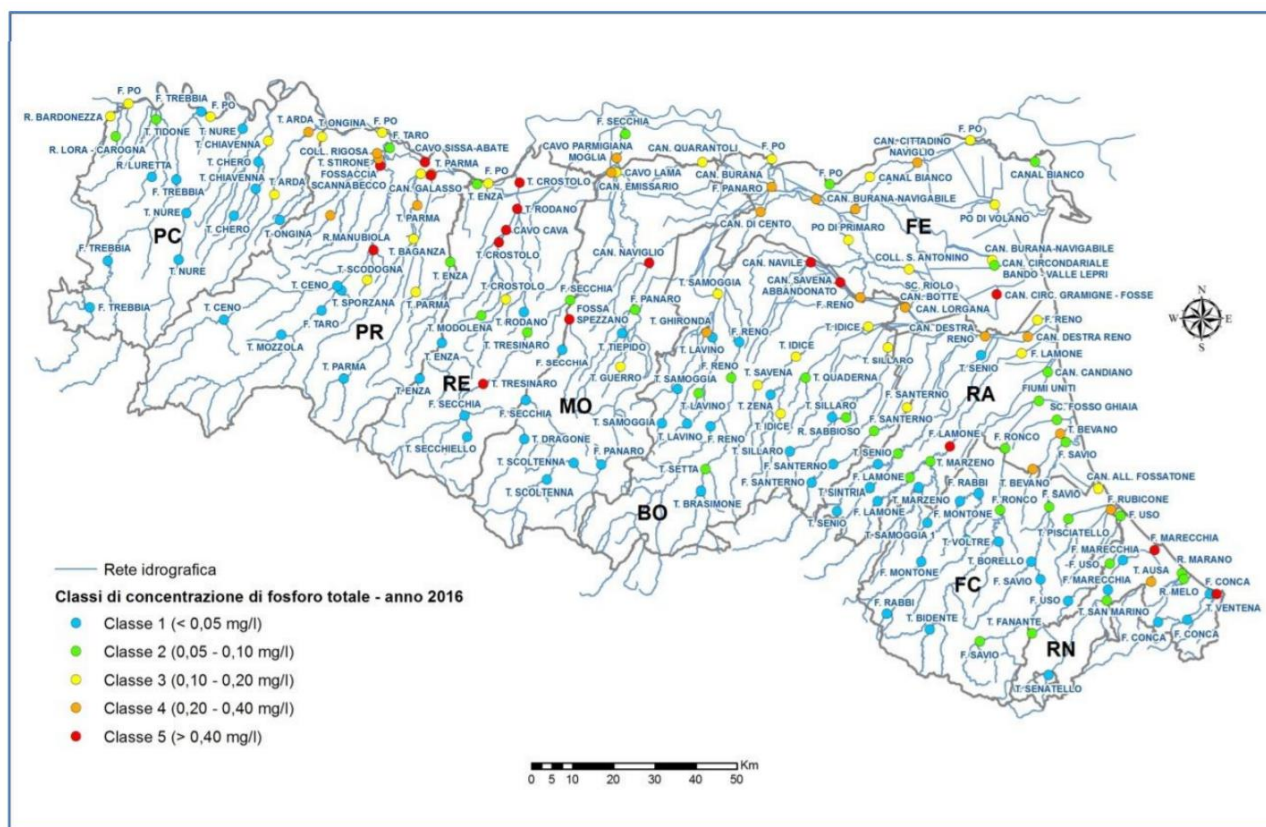 F. PO
F. TREBBIA
F. PO
R. BARDONEZZA
T. TIDONE
T. NURE
T. ARDA
T. ONGINA
F. PO
F. TARO
R. LORA - CAROGNA
T. CHIAVENNA
COLL. RIGOSA
CAVO SISSA-ABATE
R. LURETTA
T. CHERO
T. STIRONE
T. PARMA
FOSSACCIA
SCANNABECCO
F. TREBBIA
T. CHIAVENNA
T. ARDA
CAN. GALASSO
T. ENZA
F. PO
T. CROSTOLO
T. NURE
T. CHERO
T. ONGINA
T. PARMA
T. RODANO
PC
R.MANUBIOLA
CAVO CAVA
F. TREBBIA
T. NURE
T. BAGANZA
T. CROSTOLO
T. SCODOGNA
T. ENZA
F. TREBBIA
T. CENO
T. SPORZANA
T. PARMA
T. CENO
F. TARO
PR
T. MOZZOLA
T. PARMA
F. SECCHIA
CAVO PARMIGIANA
MOGLIA
CAN. QUARANTOLI
CAVO LAMA
CAN. EMISSARIO
CAN. BURANA
F. PO
F. PANARO
CAN. DI CENTO
CAN. NAVIGLIO
CAN. NAVILE
T. CROSTOLO
F. SECCHIA
FOSSA
SPEZZANO
F. PANARO
T. SAMOGGIA
T. MODOLENA
T. RODANO
T. TRESINARO
T. GHIRONDA
T. TIEPIDO
T. LAVINO
F. RENO
T. ENZA
F. SECCHIA
T. GUERRO
F. RENO
T. ENZA
RE
T. TRESINARO
MO
T. SAMOGGIA
T. LAVINO
F. SECCHIA
F. SECCHIA
T. SAMOGGIA
T. LAVINO
F. RENO
T. SECCHIELLO
T. DRAGONE
T. SCOLTENNA
F. PANARO
T. SETTA
T. SCOLTENNA
T. BRASIMONE
BO
CAN. CITTADINO
NAVIGLIO
F. PO
CANAL BIANCO
CANAL BIANCO
CAN. BURANA-NAVIGABILE
PO DI VOLANO
FE
PO DI PRIMARO
COLL. S. ANTONINO
CAN. BURANA-NAVIGABILE
CAN. CIRCONDARIALE
BANDO - VALLE LEPRI
CAN. SAVENA
ABBANDONATO
SC. RIOLO
CAN. BOTTE
CAN. LORGANA
CAN. CIRC. GRAMIGNE - FOSSE
F. RENO
T. IDICE
CAN. DESTRA
RENO
F. RENO
CAN. DESTRA RENO
T. IDICE
T. SILLARO
T. SENIO
F. LAMONE
T. SAVENA
T. QUADERNA
CAN. CANDIANO
T. ZENA
T. SILLARO
F. SANTERNO
RA
FIUMI UNITI
T. IDICE
R. SABBIOSO
F. SANTERNO
SC. FOSSO GHIAIA
F. LAMONE
F. RONCO
T. BEVANO
F. SAVIO
T. SILLARO
F. SANTERNO
T. SENIO
T. MARZENO
F. SANTERNO
F. LAMONE
T. BEVANO
CAN. ALL. FOSSATONE
T. SINTRIA
T. MARZENO
F. RABBI
F. RONCO
F. SAVIO
F. RUBICONE
F. LAMONE
F. MONTONE
F. USO
T. SENIO
T. SAMOGGIA 1
T. VOLTRE
T. PISCIATELLO
F. MARECCHIA
F. MARECCHIA
F. MONTONE
T. BORELLO
F. USO
T. AUSA
R. MARANO
FC
F. SAVIO
F. MARECCHIA
R. MELO
F. CONCA
F. RABBI
F. USO
T. SAN MARINO
T. VENTENA
T. BIDENTE
T. FANANTE
F. CONCA
F. CONCA
F. SAVIO
RN
T. SENATELLO
N
W
E
S
Rete idrografica
Classi di concentrazione di fosforo totale - anno 2016
Classe 1 (< 0,05 mg/l)
Classe 2 (0,05 - 0,10 mg/l)
Classe 3 (0,10 - 0,20 mg/l)
Classe 4 (0,20 - 0,40 mg/l)
Classe 5 (> 0,40 mg/l)
Km
0 5 10 20 30 40 50